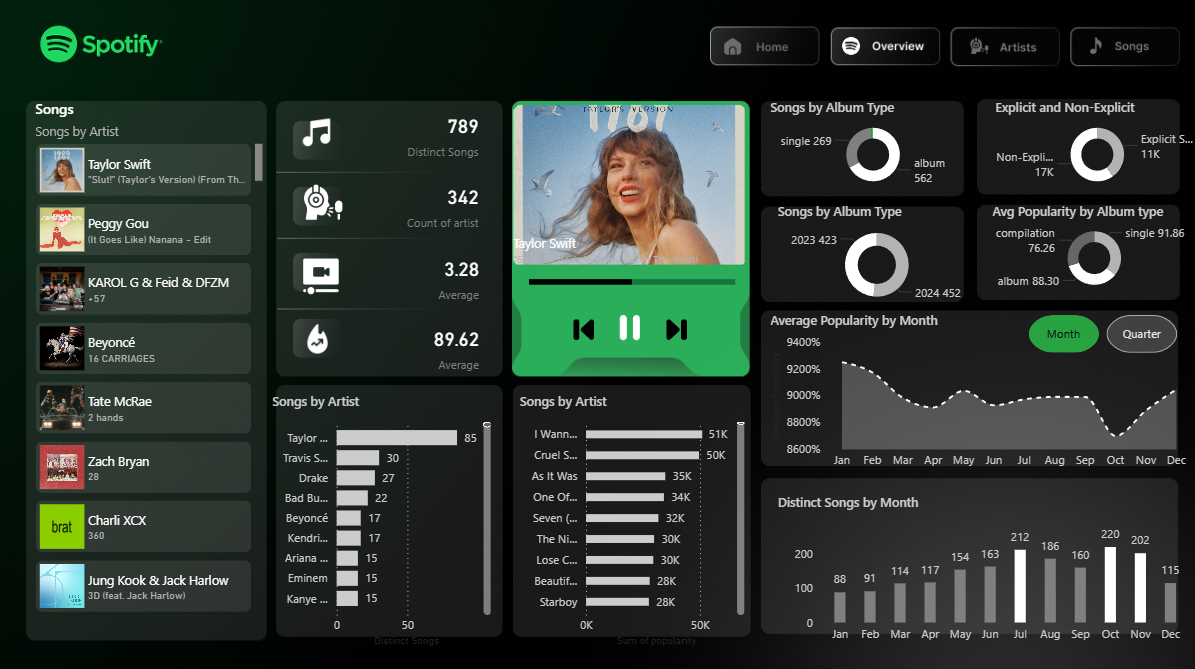 Spotify
Home
Overview
Artists
Songs
Songs
Songs by Artist
Taylor Swift
"Slut!" (Taylor's Version) (From Th...
Peggy Gou
(It Goes Like) Nanana - Edit
KAROL G & Feid & DFZM
+57
Beyoncé
16 CARRIAGES
Tate McRae
2 hands
Zach Bryan
28
Charli XCX
brat
360
Jung Kook & Jack Harlow
3D (feat. Jack Harlow)
789
Distinct Songs
342
Count of artist
3.28
Average
89.62
Average
TAYLOR'S VERSION
Taylor Swift
Songs by Album Type
single 269
album
562
Explicit and Non-Explicit
Explicit S...
11K
Non-Expli...
17K
Songs by Album Type
2023 423
2024 452
Avg Popularity by Album type
compilation
76.26
single 91.86
album 88.30
Average Popularity by Month
Month
Quarter
9400%
9200%
9000%
8800%
8600%
Jan Feb Mar Apr May Jun Jul Aug Sep Oct Nov Dec
Songs by Artist
Taylor ... 85
Travis S... 30
Drake 27
Bad Bu... 22
Beyoncé 17
Kendri... 17
Ariana ... 15
Eminem 15
Kanye ... 15
0 50
Distinct Songs
Songs by Artist
I Wann... 51K
Cruel S... 50K
As It Was 35K
One Of... 34K
Seven (... 32K
The Ni... 30K
Lose C... 30K
Beautif... 28K
Starboy 28K
0K 50K
Sum of popularity
Distinct Songs by Month
200
100
0
88 91 114 117 154 163 212 186 160 220 202 115
Jan Feb Mar Apr May Jun Jul Aug Sep Oct Nov Dec